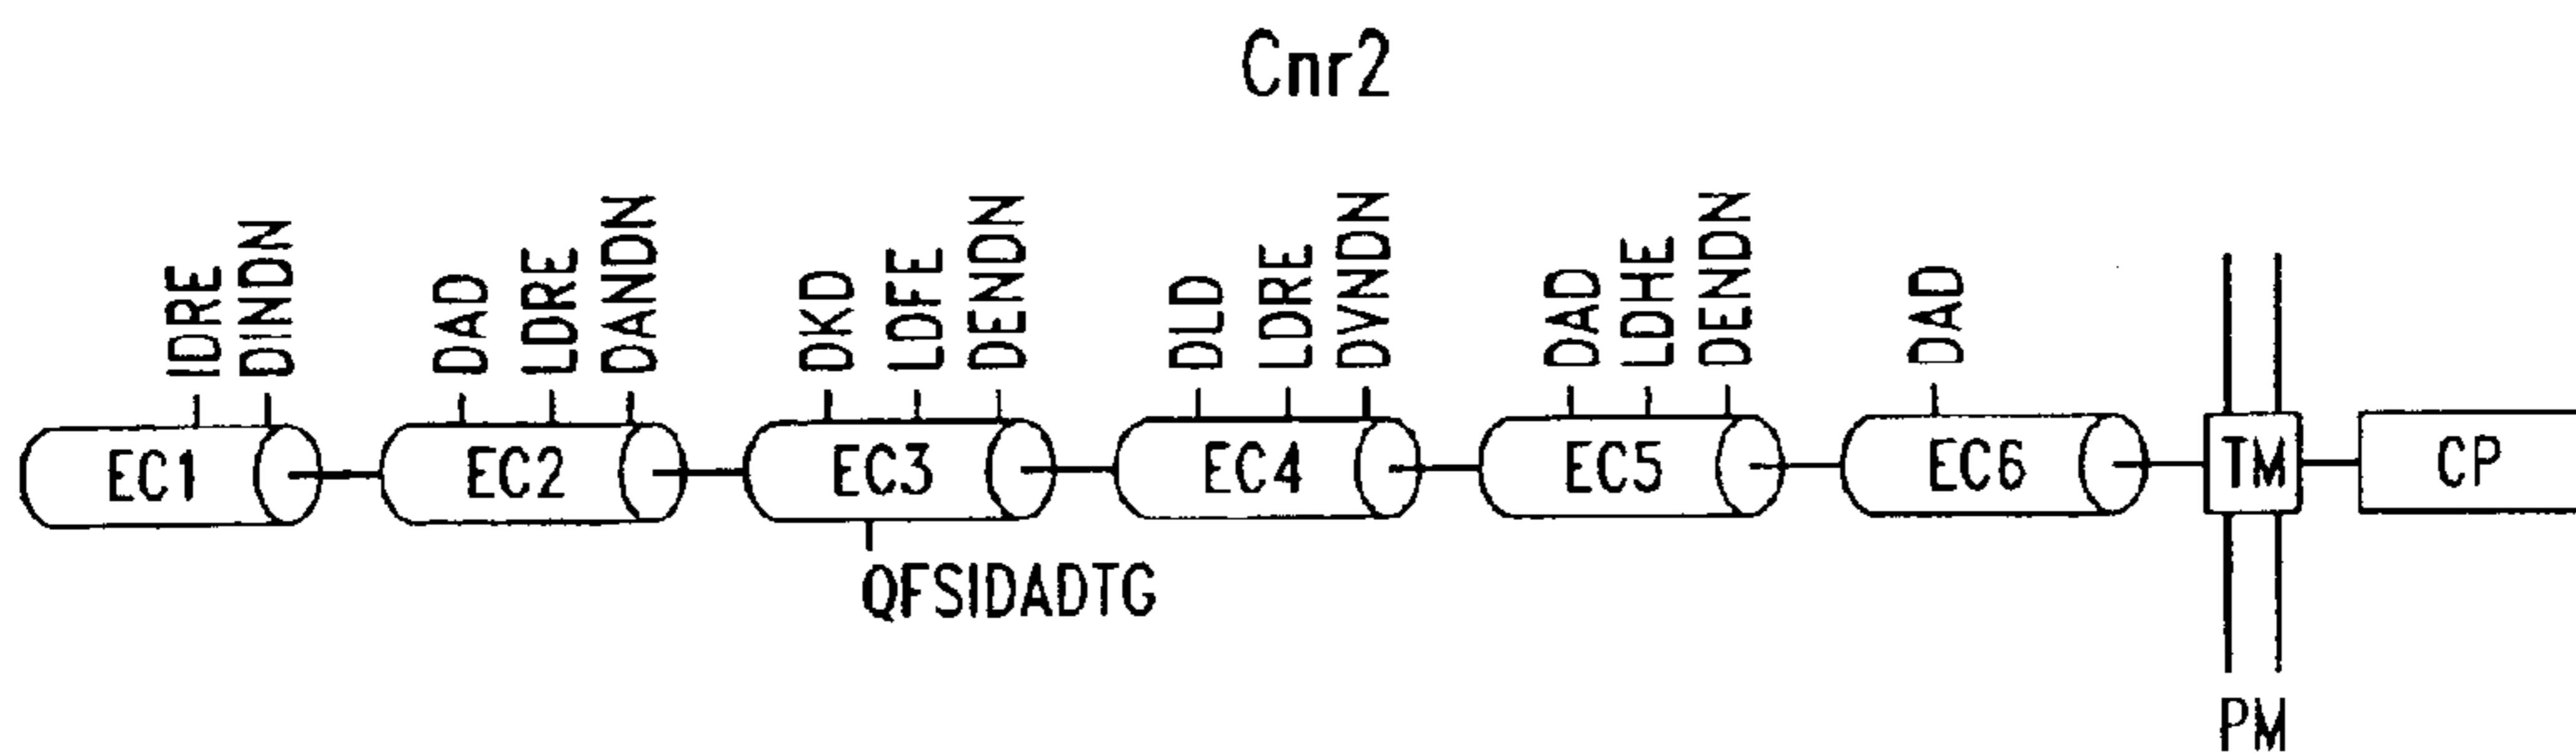 Cnr2
IDRE
DINDN
DAD
LDRE
DANDN
DKD
LDFE
DENDN
DLD
LDRE
DVNDN
DAD
LDHE
DENDN
DAD
EC1
EC2
EC3
EC4
EC5
EC6
TM
CP
QFSIDADTG
PM